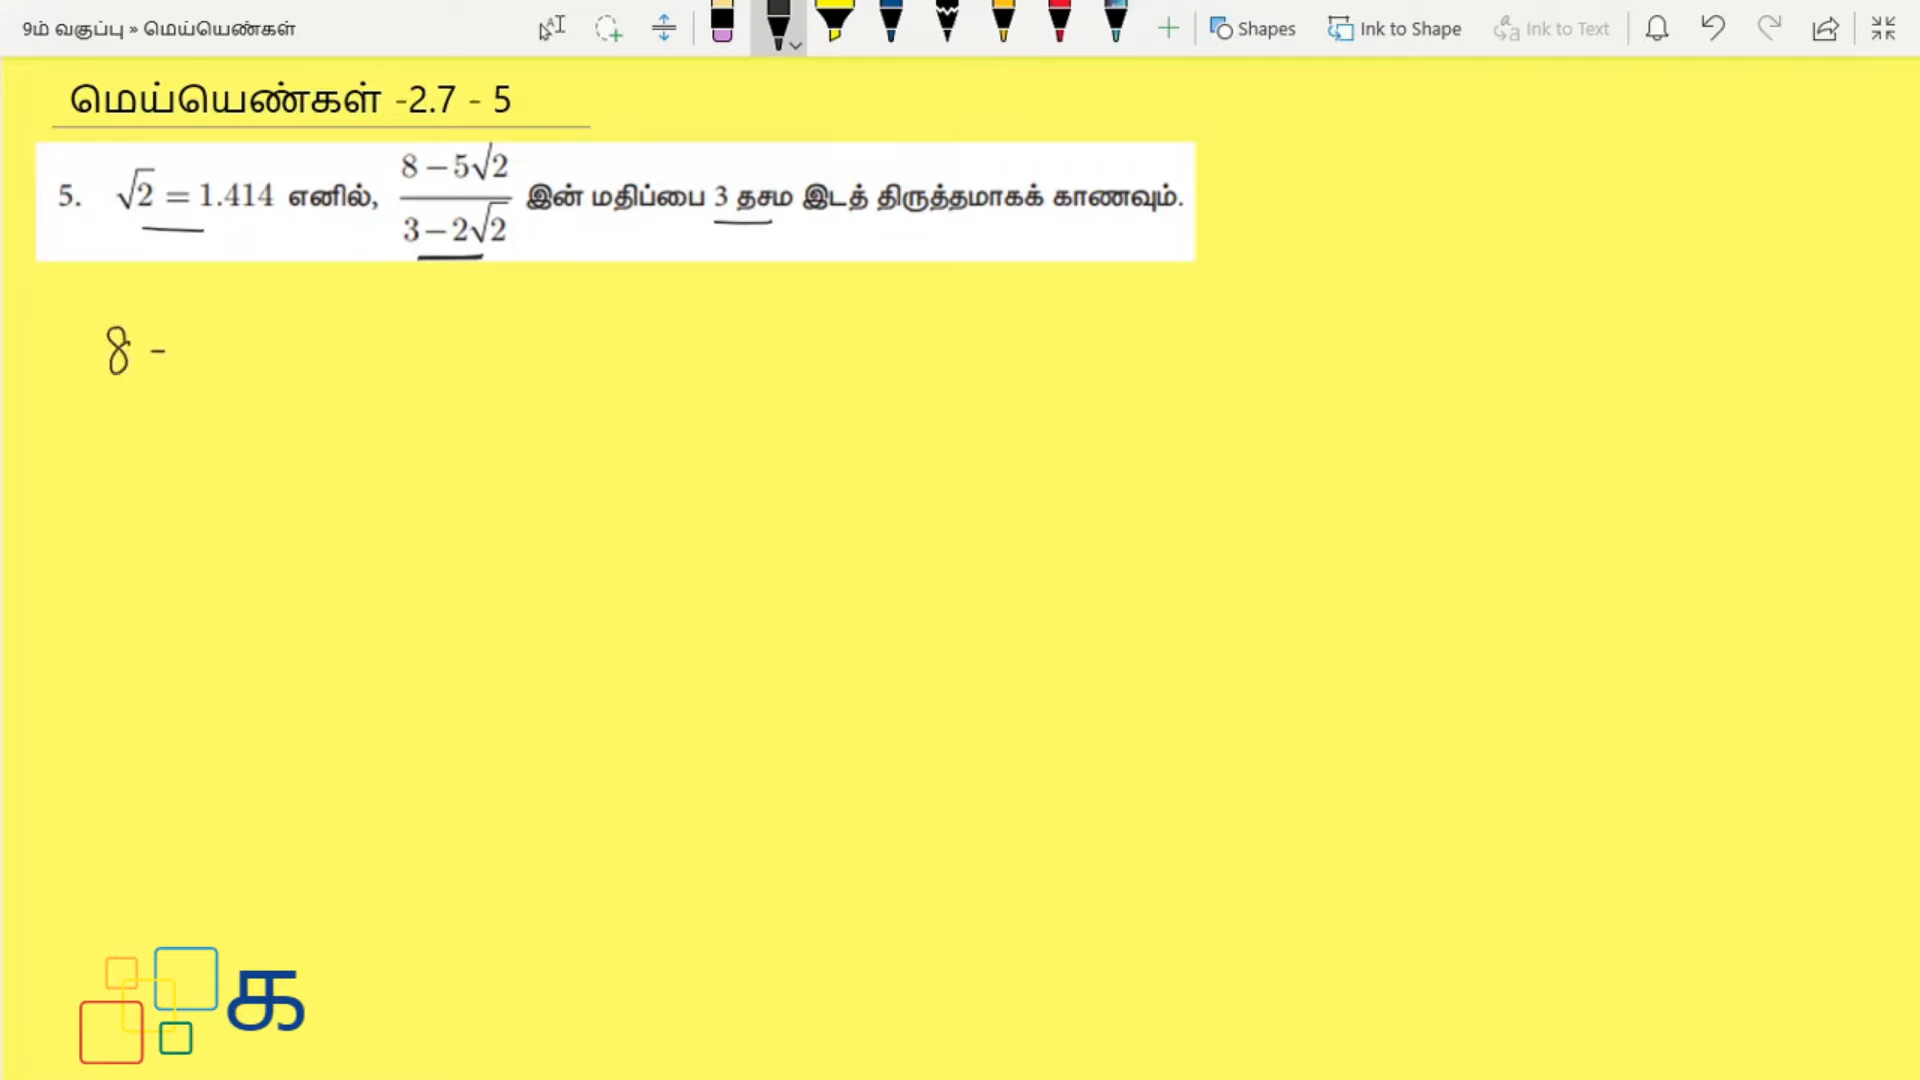 9ம் வகுப்பு » மெய்யெண்கள்
Shapes
Ink to Shape
Ink to Text
மெய்யெண்கள் -2.7 - 5
5. √2 = 1.414 எனில், (8 − 5√2)/(3 − 2√2) இன் மதிப்பை 3 தசம இடத் திருத்தமாகக் காணவும்.
8 -
க